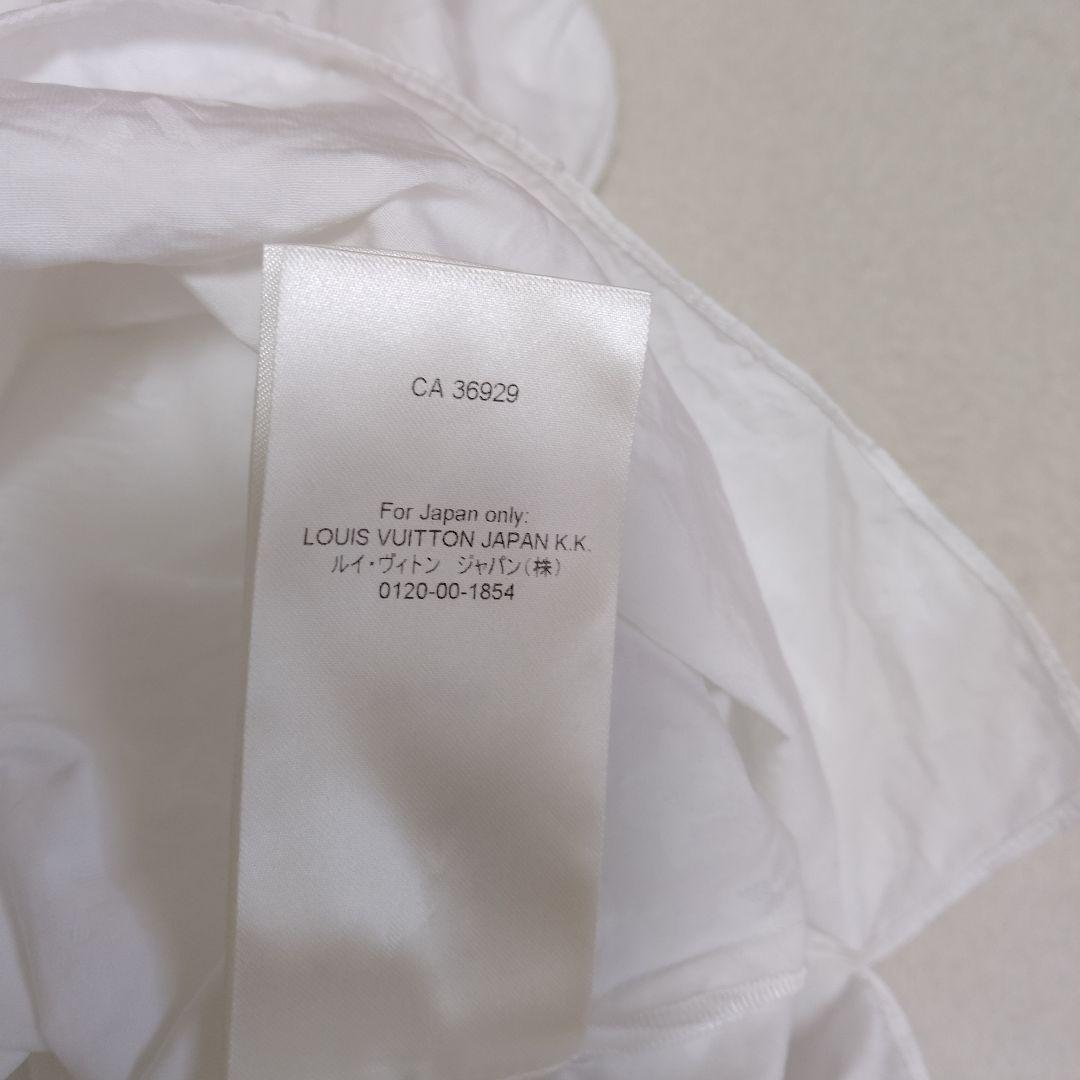 CA 36929
For Japan only:
LOUIS VUITTON JAPAN K.K.
ルイ・ヴィトン ジャパン(株)
0120-00-1854